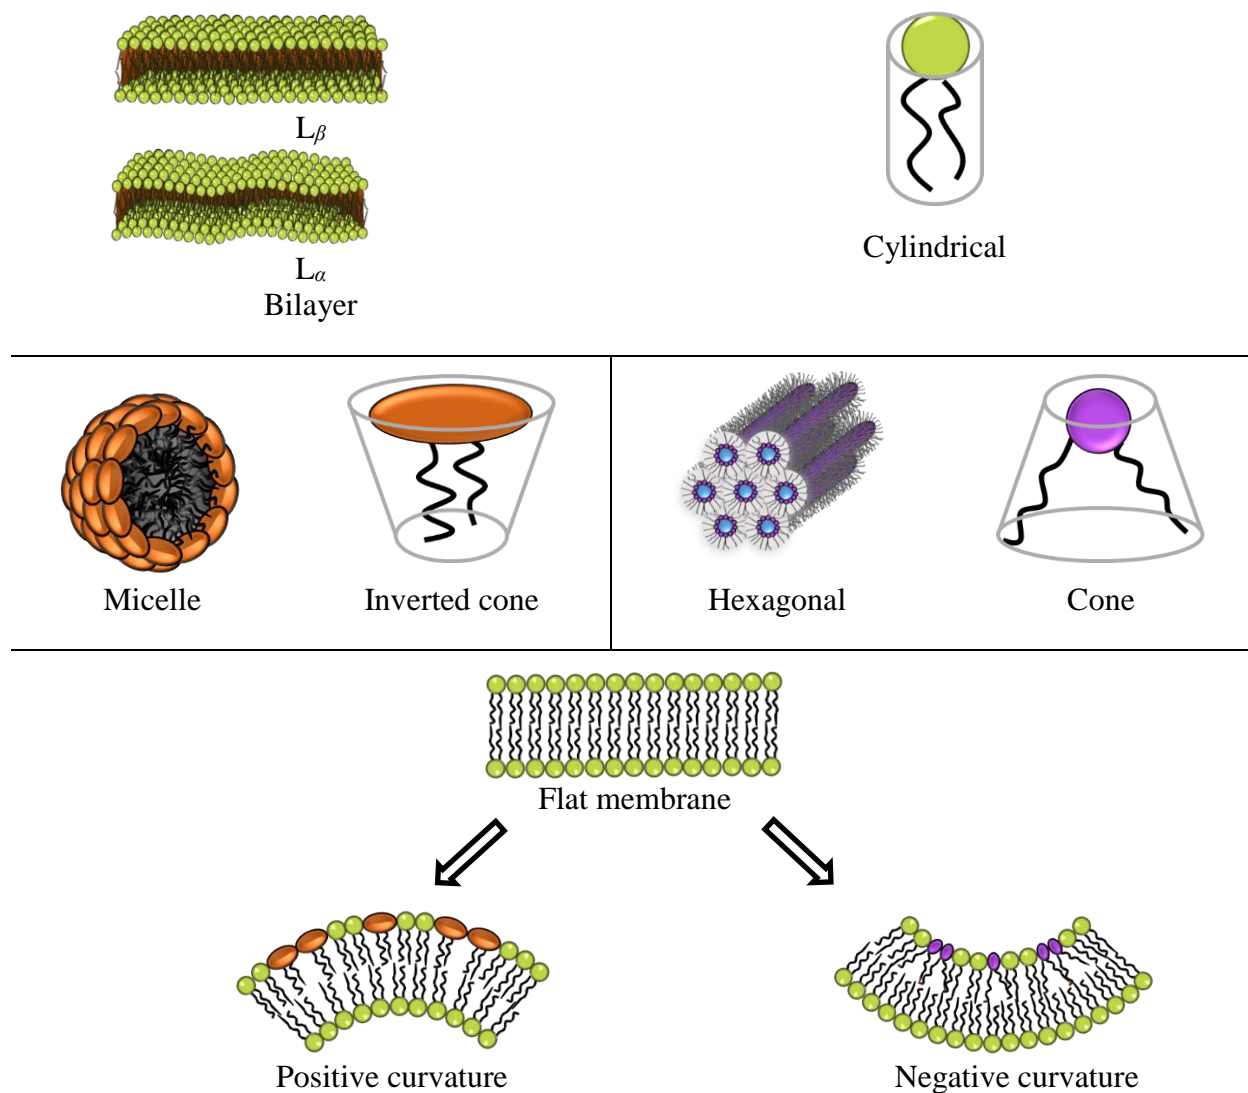 Lβ
Lα
Bilayer
Cylindrical
Micelle
Inverted cone
Hexagonal
Cone
Flat membrane
Positive curvature
Negative curvature